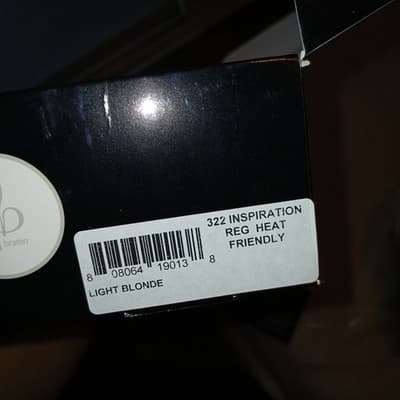 322 INSPIRATION
REG HEAT
FRIENDLY
8 08064 19013 8
LIGHT BLONDE